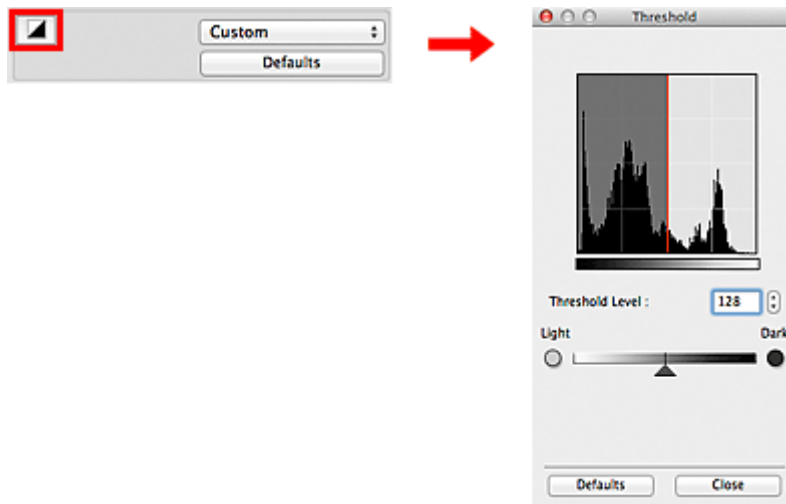 Custom
Defaults
Threshold
Threshold Level :
128
Light
Dark
Defaults
Close